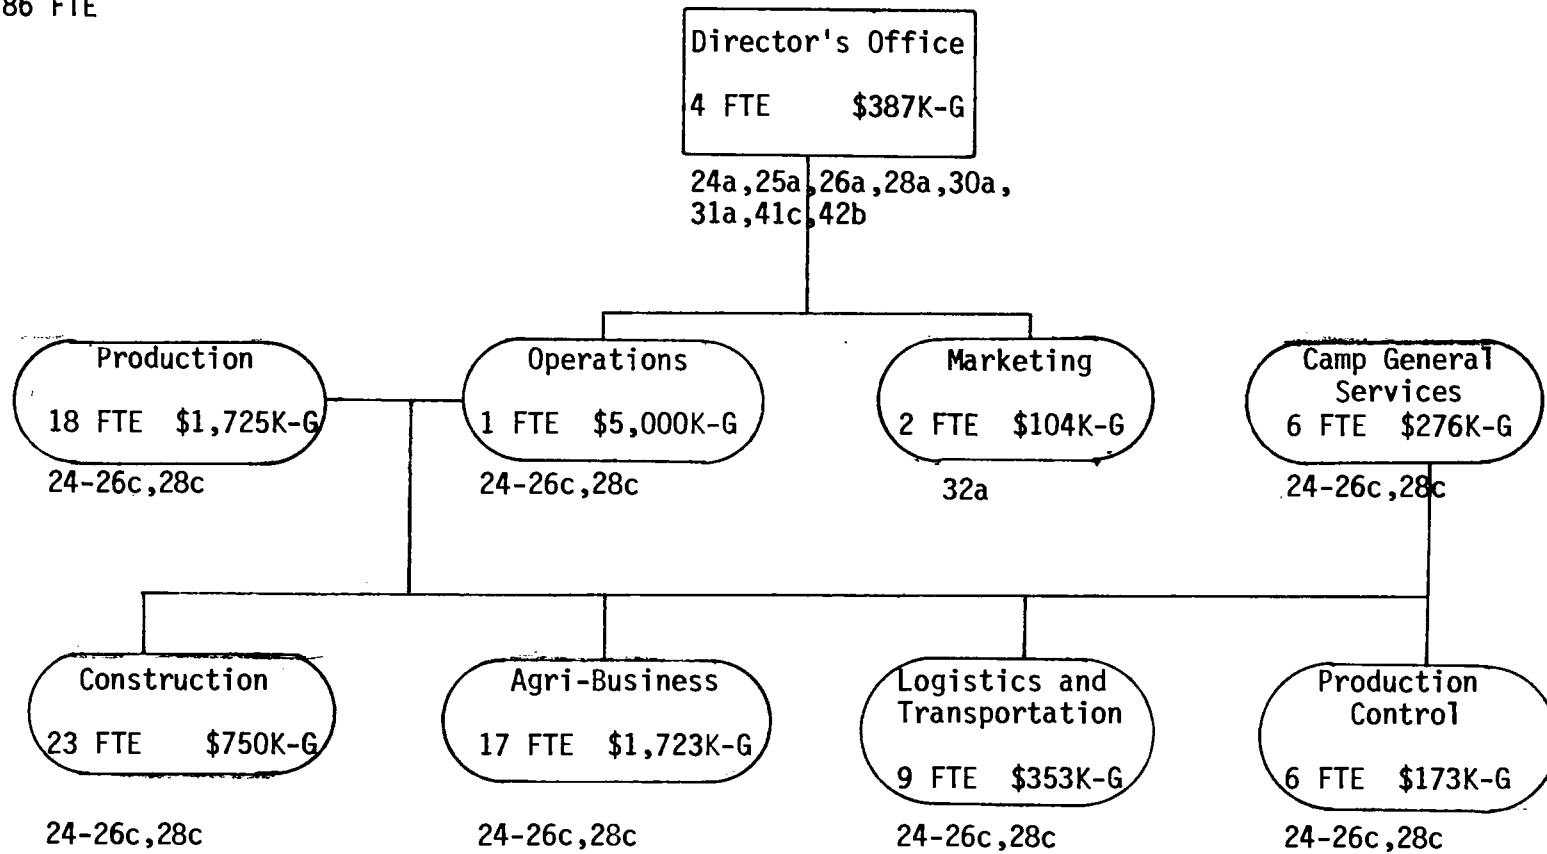 86 FTE
Director's Office
4 FTE $387K-G
24a,25a,26a,28a,30a,
31a,41c,42b
Production
18 FTE $1,725K-G
24-26c,28c
Operations
1 FTE $5,000K-G
24-26c,28c
Marketing
2 FTE $104K-G
32a
Camp General
Services
6 FTE $276K-G
24-26c,28c
Construction
23 FTE $750K-G
24-26c,28c
Agri-Business
17 FTE $1,723K-G
24-26c,28c
Logistics and
Transportation
9 FTE $353K-G
24-26c,28c
Production
Control
6 FTE $173K-G
24-26c,28c